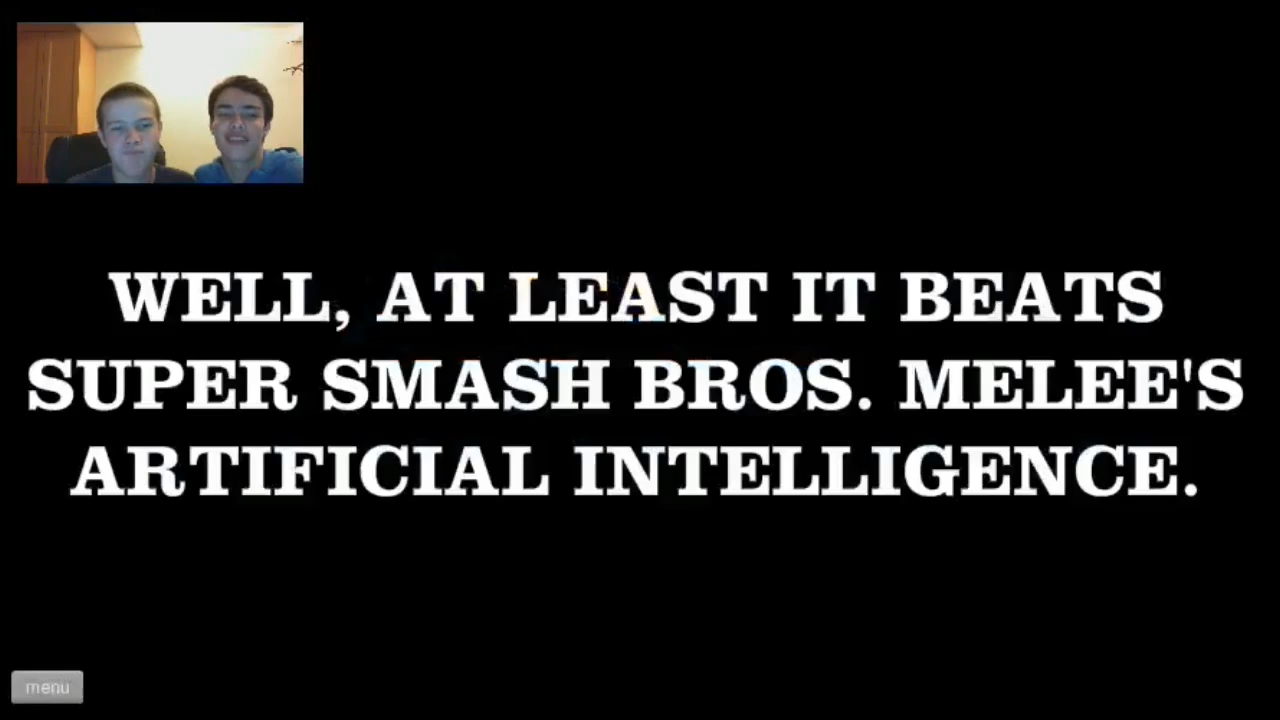 WELL, AT LEAST IT BEATS
SUPER SMASH BROS. MELEE'S
ARTIFICIAL INTELLIGENCE.
menu